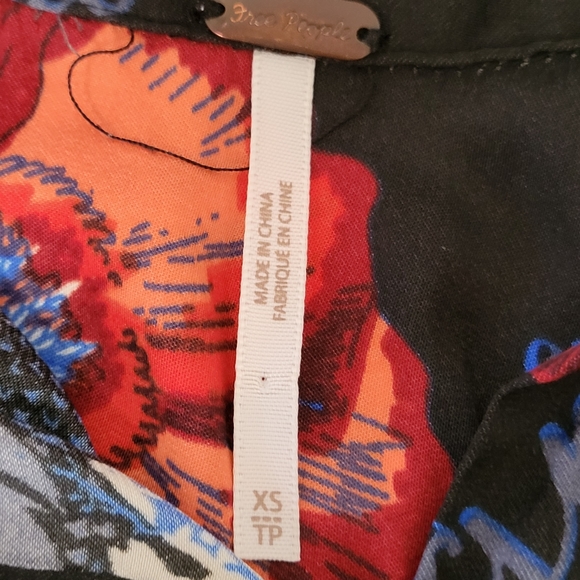 Free People
MADE IN CHINA
FABRIQUÉ EN CHINE
XS
TP